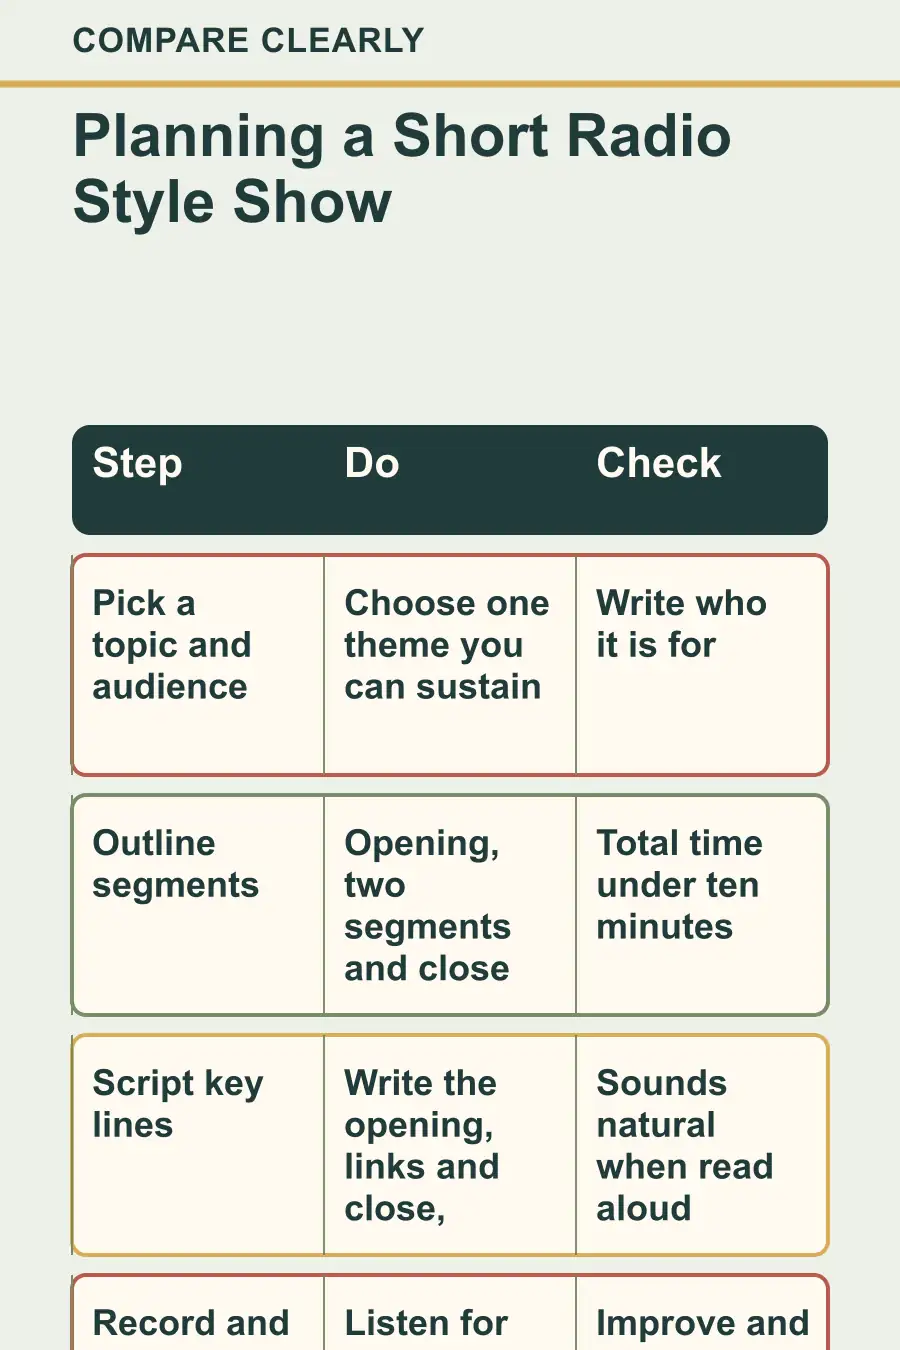 COMPARE CLEARLY
Planning a Short Radio
Style Show
Step
Do
Check
Pick a
topic and
audience
Choose one
theme you
can sustain
Write who
it is for
Outline
segments
Opening,
two
segments
and close
Total time
under ten
minutes
Script key
lines
Write the
opening,
links and
close,
Sounds
natural
when read
aloud
Record and
Listen for
Improve and